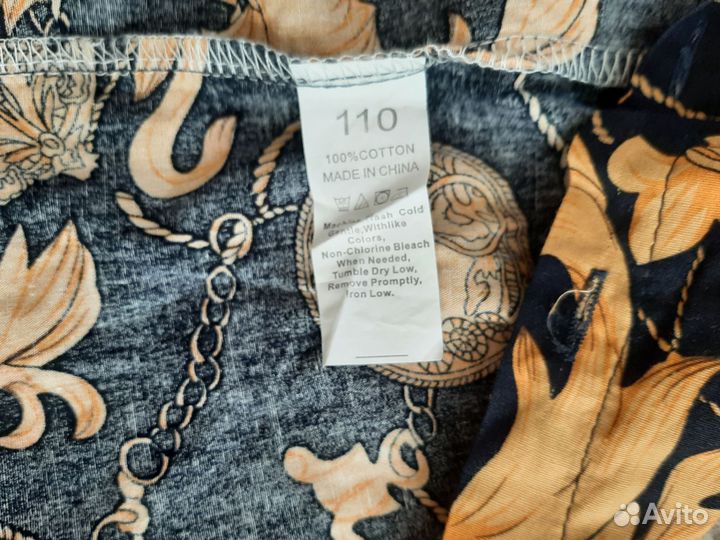 110
100%COTTON
MADE IN CHINA
Machine Wash Cold
Gentle,Withlike
Colors,
Non-Chlorine Bleach
When Needed,
Tumble Dry Low,
Remove Promptly,
Iron Low.
Avito